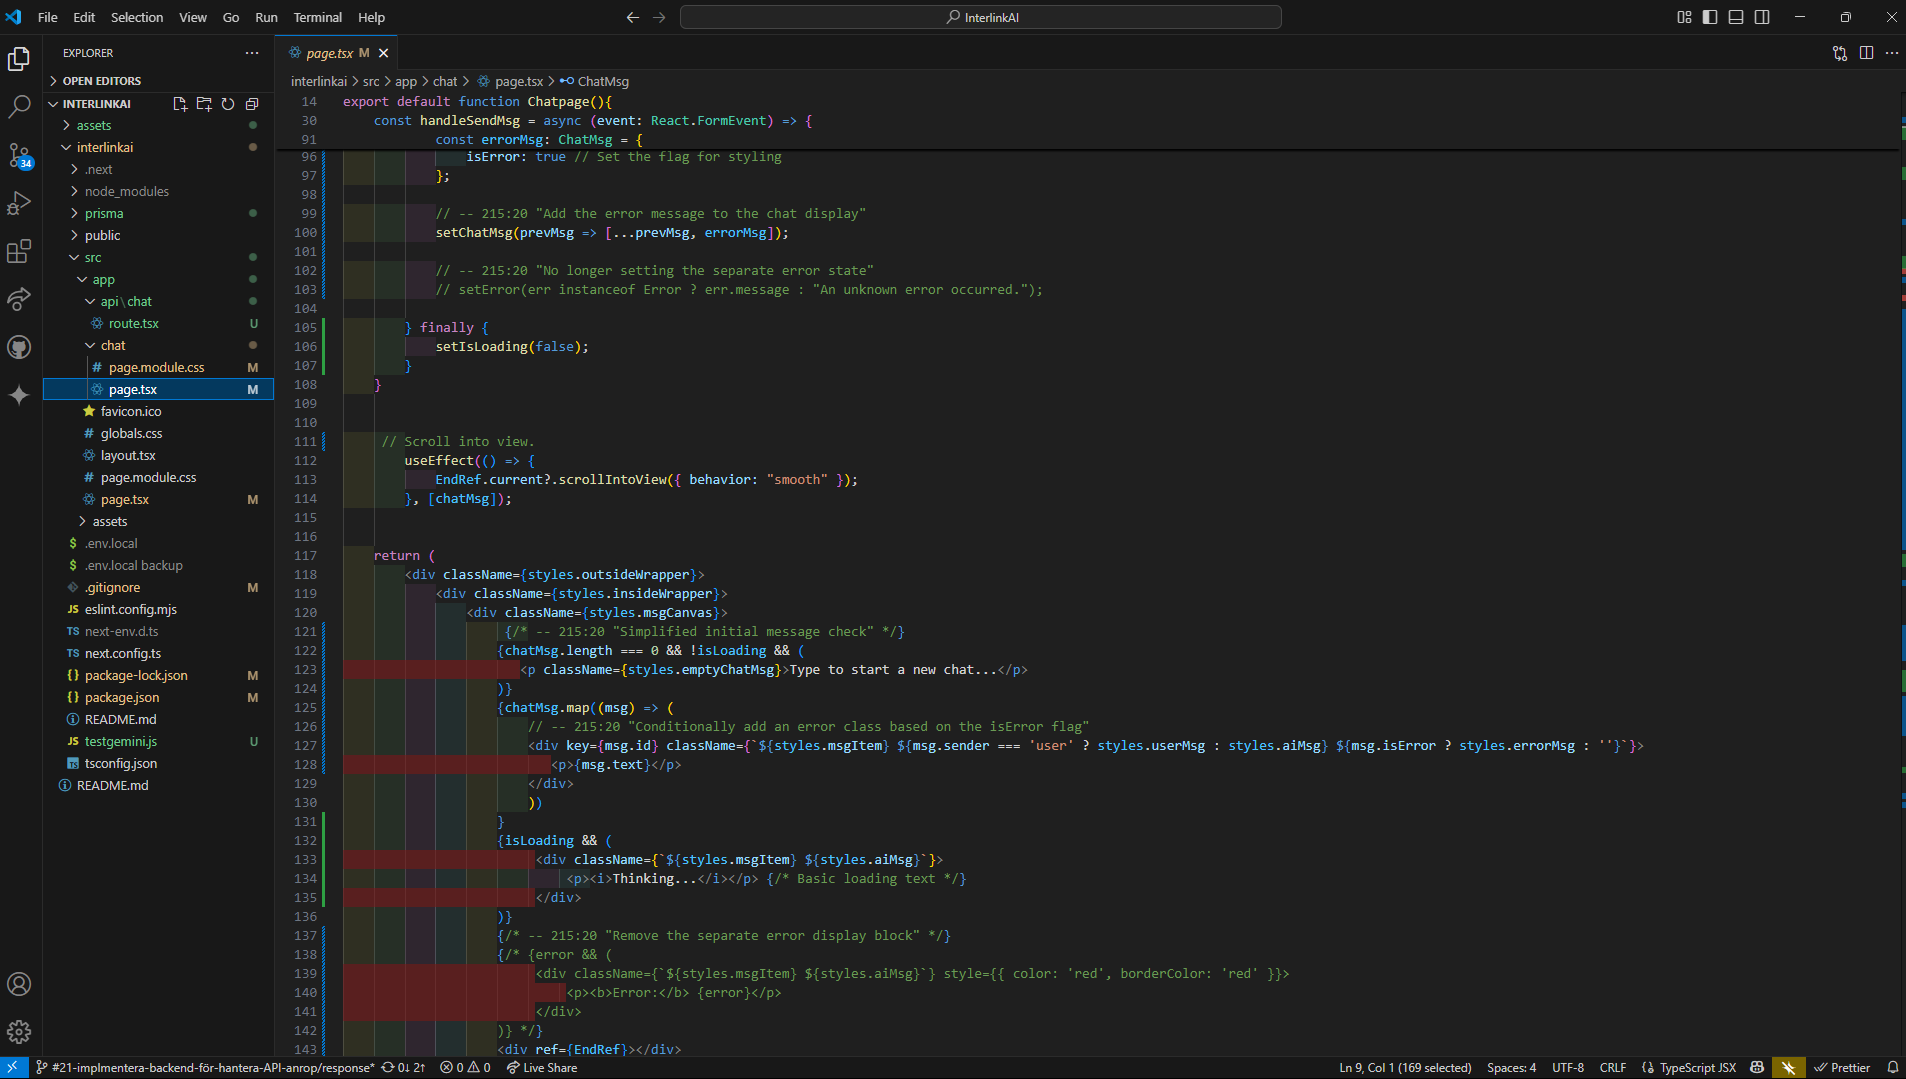 File Edit Selection View Go Run Terminal Help
InterlinkAI
EXPLORER
page.tsx M
OPEN EDITORS
INTERLINKAI
assets
interlinkai
.next
node_modules
prisma
public
src
app
api\chat
route.tsx U
chat
page.module.css M
page.tsx M
favicon.ico
globals.css
layout.tsx
page.module.css
page.tsx M
assets
.env.local
.env.local backup
.gitignore M
eslint.config.mjs
next-env.d.ts
next.config.ts
package-lock.json M
package.json M
README.md
testgemini.js U
tsconfig.json
README.md
34
interlinkai > src > app > chat > page.tsx > ChatMsg
14 export default function Chatpage(){
30 const handleSendMsg = async (event: React.FormEvent) => {
91 const errorMsg: ChatMsg = {
96 isError: true // Set the flag for styling
97 };
98
99 // -- 215:20 "Add the error message to the chat display"
100 setChatMsg(prevMsg => [...prevMsg, errorMsg]);
101
102 // -- 215:20 "No longer setting the separate error state"
103 // setError(err instanceof Error ? err.message : "An unknown error occurred.");
104
105 } finally {
106 setIsLoading(false);
107 }
108 }
109
110
111 // Scroll into view.
112 useEffect(() => {
113 EndRef.current?.scrollIntoView({ behavior: "smooth" });
114 }, [chatMsg]);
115
116
117 return (
118 <div className={styles.outsideWrapper}>
119 <div className={styles.insideWrapper}>
120 <div className={styles.msgCanvas}>
121 {/* -- 215:20 "Simplified initial message check" */}
122 {chatMsg.length === 0 && !isLoading && (
123 <p className={styles.emptyChatMsg}>Type to start a new chat...</p>
124 )}
125 {chatMsg.map((msg) => (
126 // -- 215:20 "Conditionally add an error class based on the isError flag"
127 <div key={msg.id} className={`${styles.msgItem} ${msg.sender === 'user' ? styles.userMsg : styles.aiMsg} ${msg.isError ? styles.errorMsg : ''}`}>
128 <p>{msg.text}</p>
129 </div>
130 ))
131 }
132 {isLoading && (
133 <div className={`${styles.msgItem} ${styles.aiMsg}`}>
134 <p><i>Thinking...</i></p> {/* Basic loading text */}
135 </div>
136 )}
137 {/* -- 215:20 "Remove the separate error display block" */}
138 {/* {error && (
139 <div className={`${styles.msgItem} ${styles.aiMsg}`} style={{ color: 'red', borderColor: 'red' }}>
140 <p><b>Error:</b> {error}</p>
141 </div>
142 )} */}
143 <div ref={EndRef}></div>
#21-implmentera-backend-för-hantera-API-anrop/response* 0↓ 2↑ 0 0 Live Share
Ln 9, Col 1 (169 selected) Spaces: 4 UTF-8 CRLF TypeScript JSX Prettier